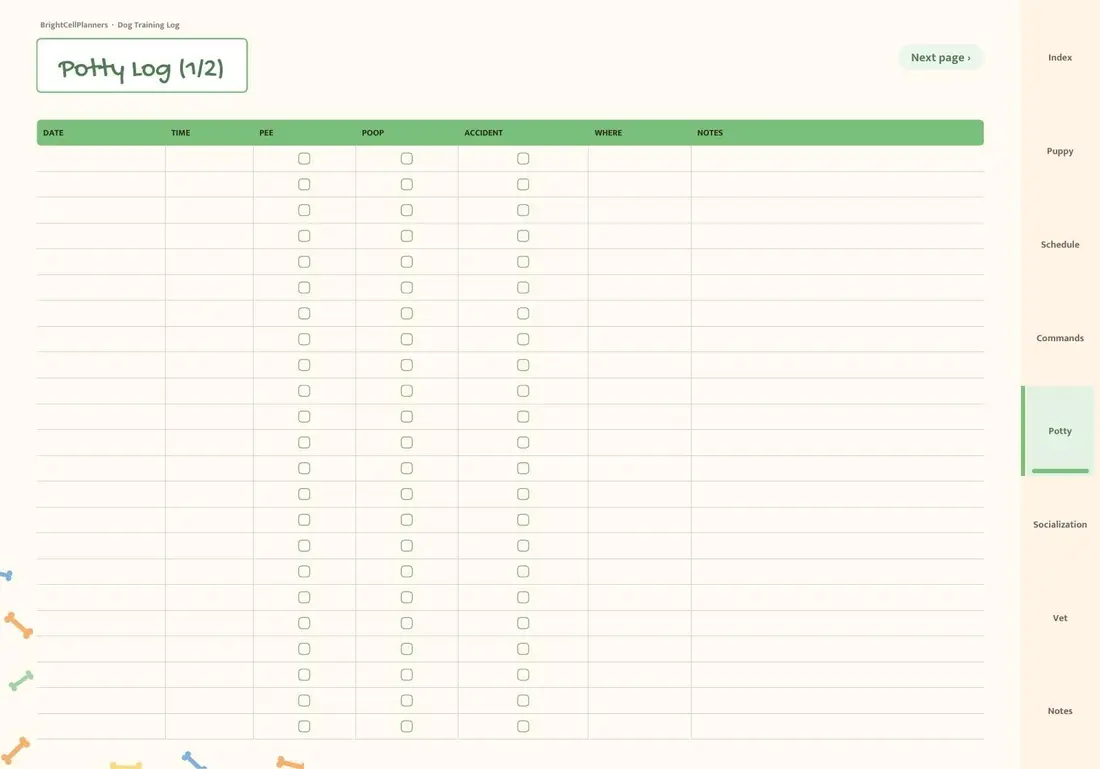 BrightCellPlanners · Dog Training Log
Potty Log (1/2)
Next page ›
DATE TIME PEE POOP ACCIDENT WHERE NOTES
Index
Puppy
Schedule
Commands
Potty
Socialization
Vet
Notes